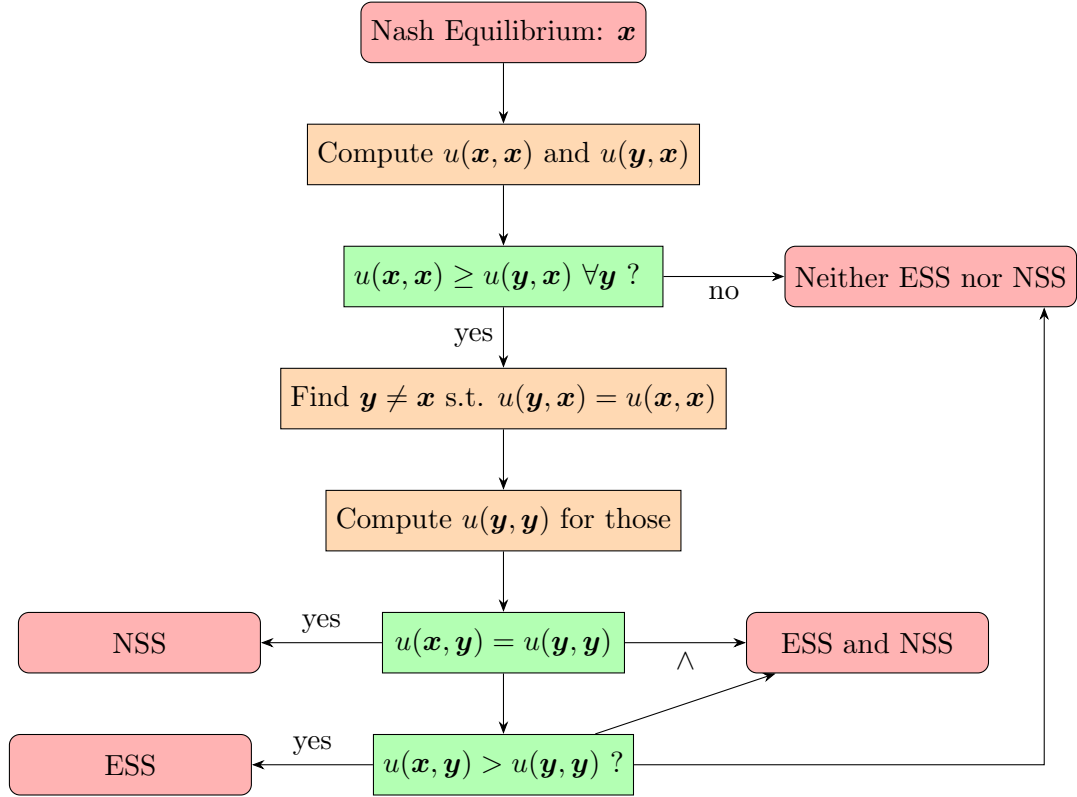 Nash Equilibrium: 𝒙
Compute u(𝒙, 𝒙) and u(𝒚, 𝒙)
u(𝒙, 𝒙) ≥ u(𝒚, 𝒙) ∀𝒚 ?
no
Neither ESS nor NSS
yes
Find 𝒚 ≠ 𝒙 s.t. u(𝒚, 𝒙) = u(𝒙, 𝒙)
Compute u(𝒚, 𝒚) for those
NSS
yes
u(𝒙, 𝒚) = u(𝒚, 𝒚)
∧
ESS and NSS
ESS
yes
u(𝒙, 𝒚) > u(𝒚, 𝒚) ?